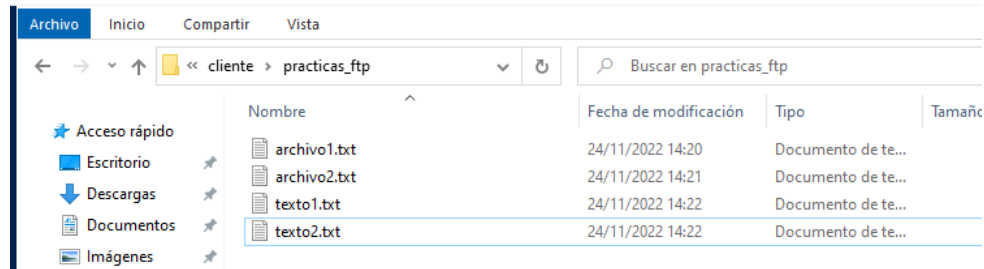 Archivo Inicio Compartir Vista
« cliente > practicas_ftp Buscar en practicas_ftp
Nombre Fecha de modificación Tipo Tamaño
Acceso rápido
archivo1.txt 24/11/2022 14:20 Documento de te...
Escritorio
archivo2.txt 24/11/2022 14:21 Documento de te...
Descargas
texto1.txt 24/11/2022 14:22 Documento de te...
Documentos
texto2.txt 24/11/2022 14:22 Documento de te...
Imágenes